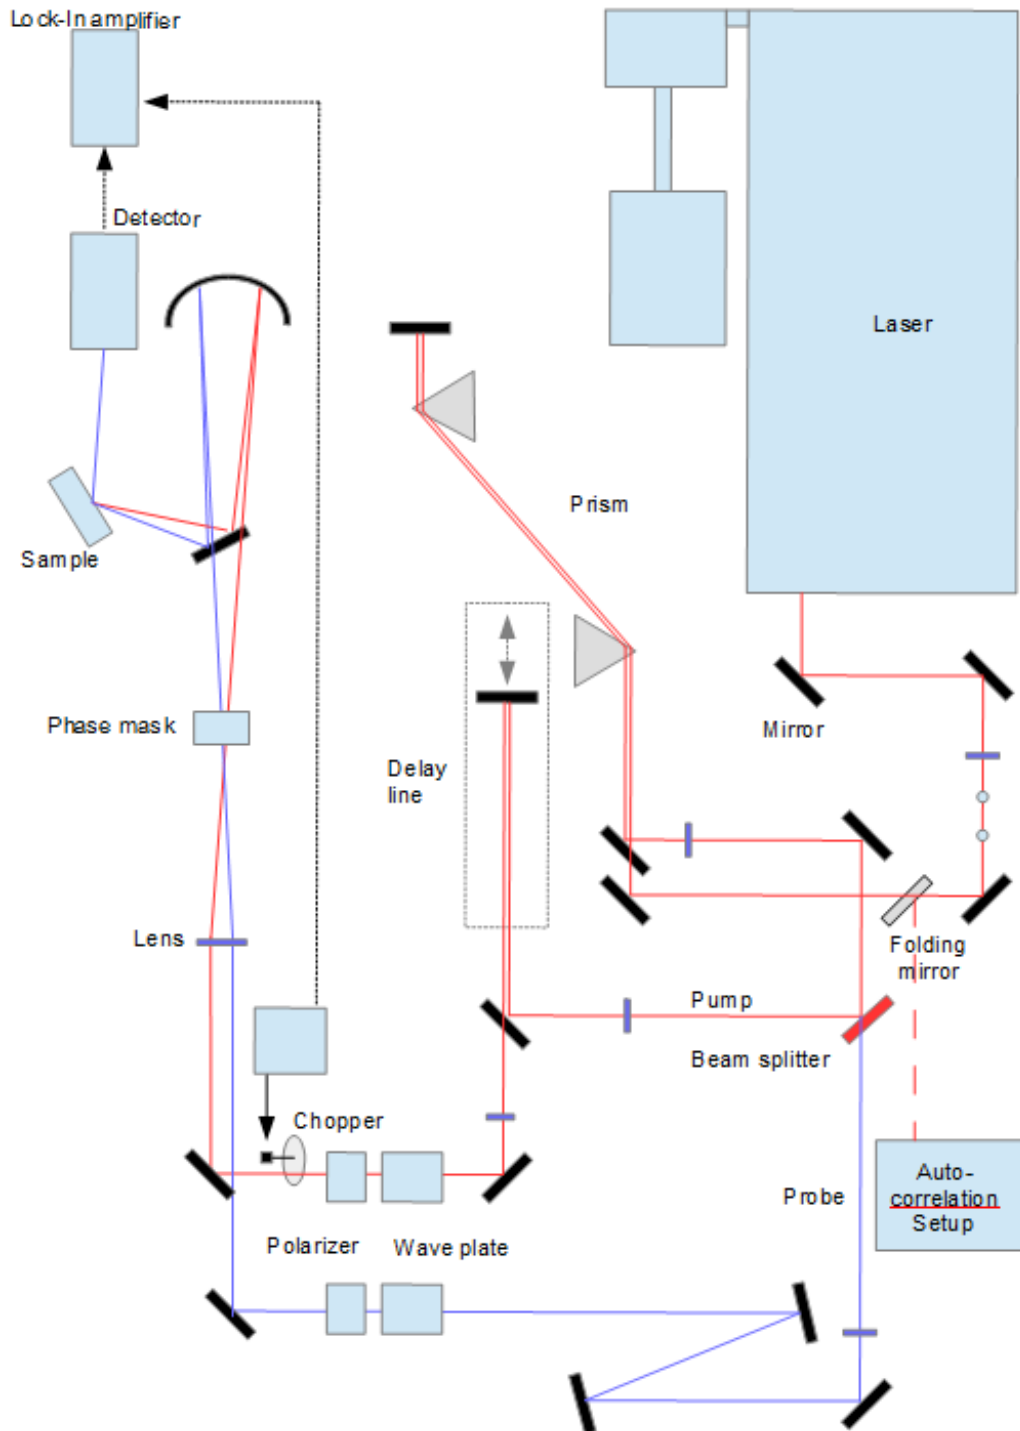 Lock-In amplifier
Detector
Laser
Prism
Sample
Mirror
Phase mask
Delay
line
Lens
Folding
mirror
Pump
Beam splitter
Chopper
Auto-
correlation
Setup
Probe
Polarizer
Wave plate